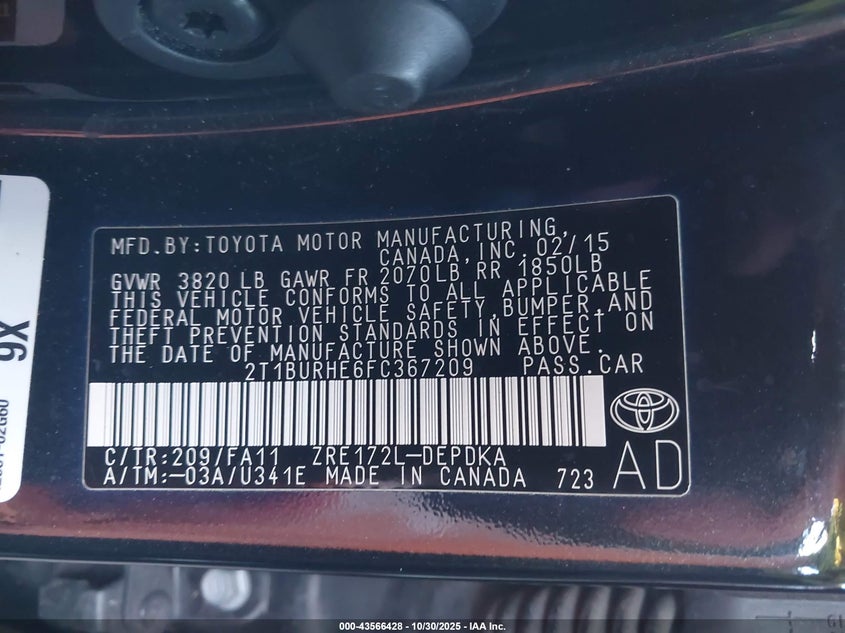 MFD.BY:TOYOTA MOTOR MANUFACTURING,
CANADA,INC. 02/15
GVWR 3820 LB GAWR FR 2070LB RR 1850LB
THIS VEHICLE CONFORMS TO ALL APPLICABLE
FEDERAL MOTOR VEHICLE SAFETY,BUMPER,AND
THEFT PREVENTION STANDARDS IN EFFECT ON
THE DATE OF MANUFACTURE SHOWN ABOVE.
2T1BURHE6FC367209 PASS.CAR
C/TR:209/FA11 ZRE172L-DEPDKA
A/TM:-03A/U341E MADE IN CANADA 723
AD
9X
000-43566428 - 10/30/2025 - IAA Inc.